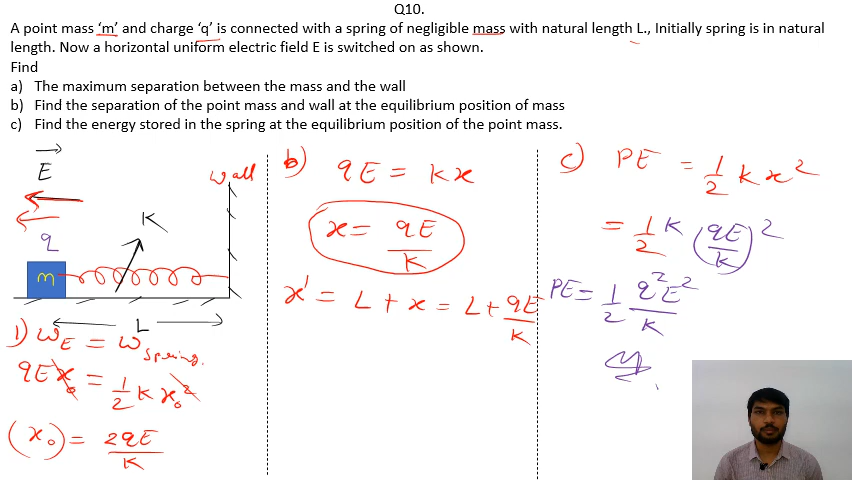 Q10.
A point mass ‘m’ and charge ‘q’ is connected with a spring of negligible mass with natural length L., Initially spring is in natural
length. Now a horizontal uniform electric field E is switched on as shown.
Find
a) The maximum separation between the mass and the wall
b) Find the separation of the point mass and wall at the equilibrium position of mass
c) Find the energy stored in the spring at the equilibrium position of the point mass.
E
Wall
K
q
m
L
1) W_E = W_spring.
qE x₀ = 1/2 K x₀²
(x₀) = 2qE/K
b) qE = Kx
x = qE/K
x' = L + x = L + qE/K
c) PE = 1/2 K x²
= 1/2 K (qE/K)²
PE = 1/2 q²E²/K